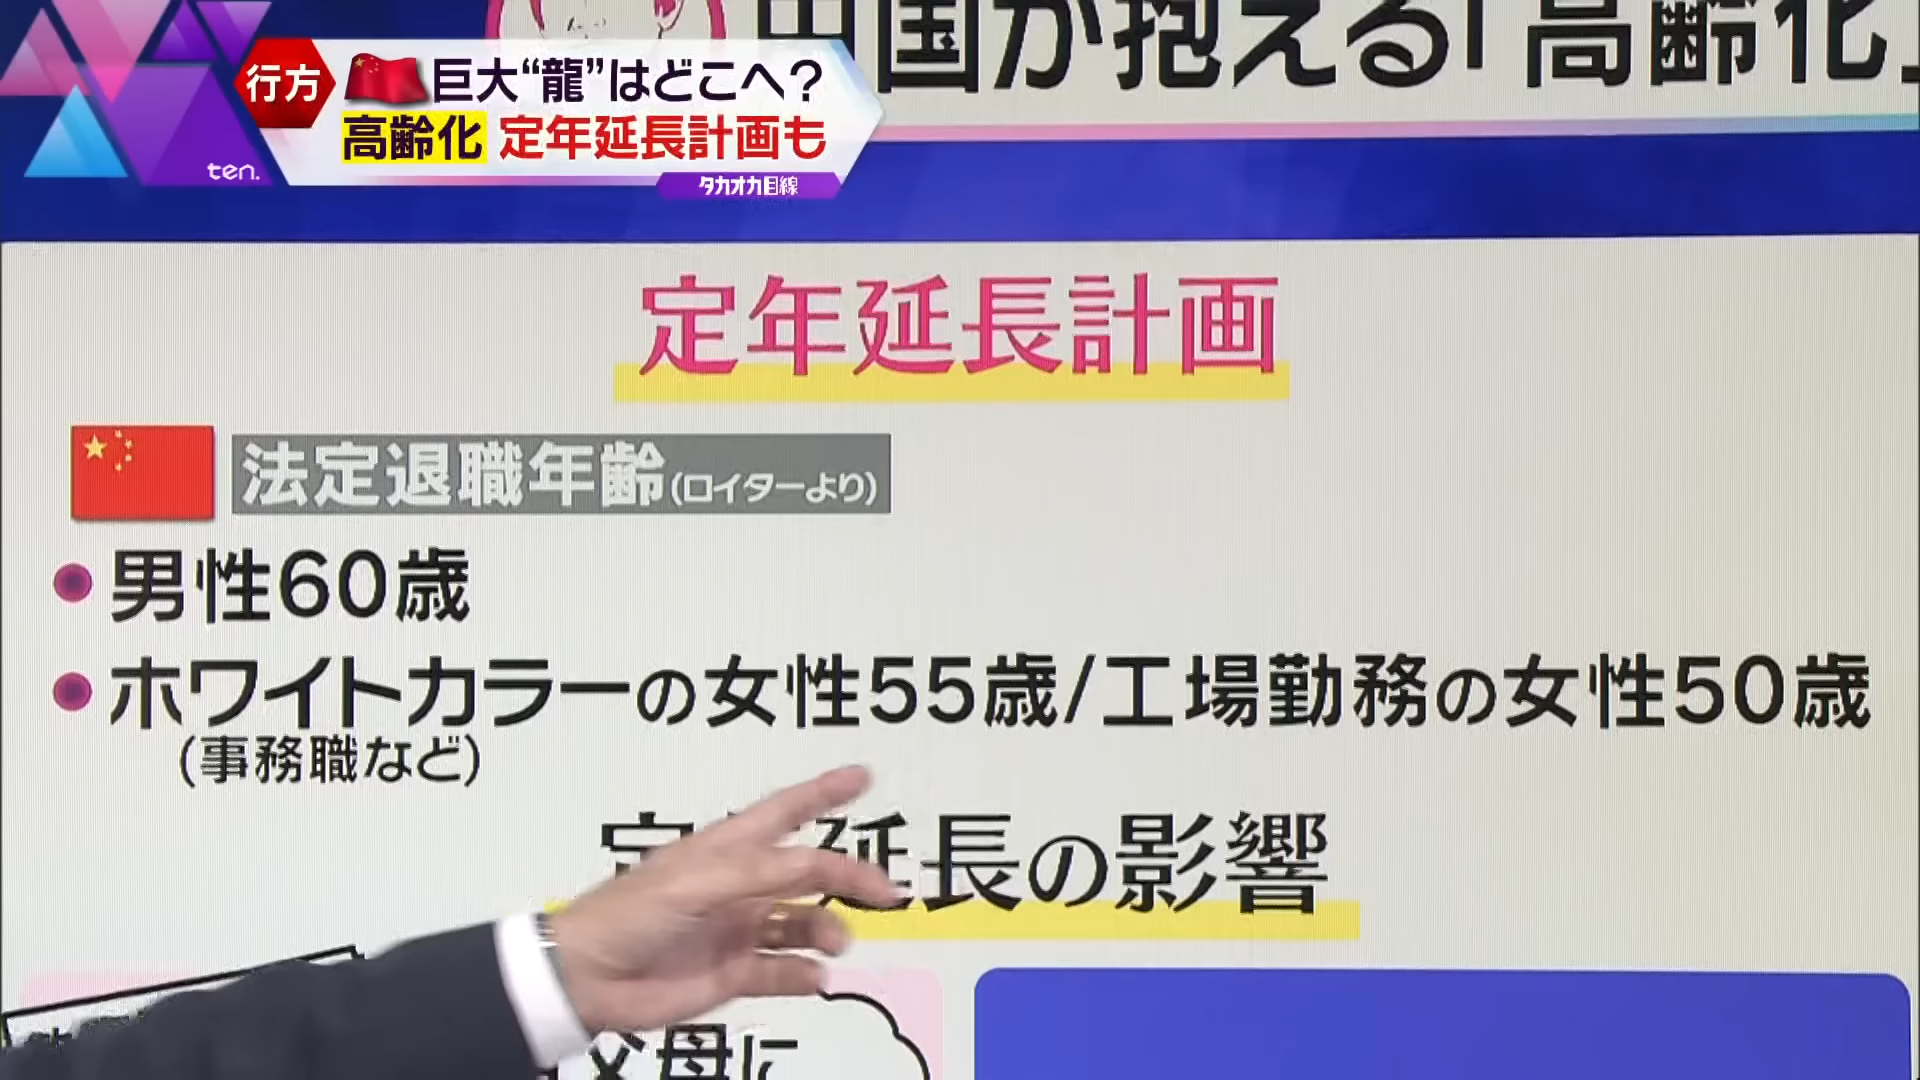 中国が抱える「高齢化」
行方
巨大“龍”はどこへ?
高齢化 定年延長計画も
ten.
タカオカ目線
定年延長計画
法定退職年齢(ロイターより)
男性60歳
ホワイトカラーの女性55歳/工場勤務の女性50歳
(事務職など)
定年延長の影響
父母に